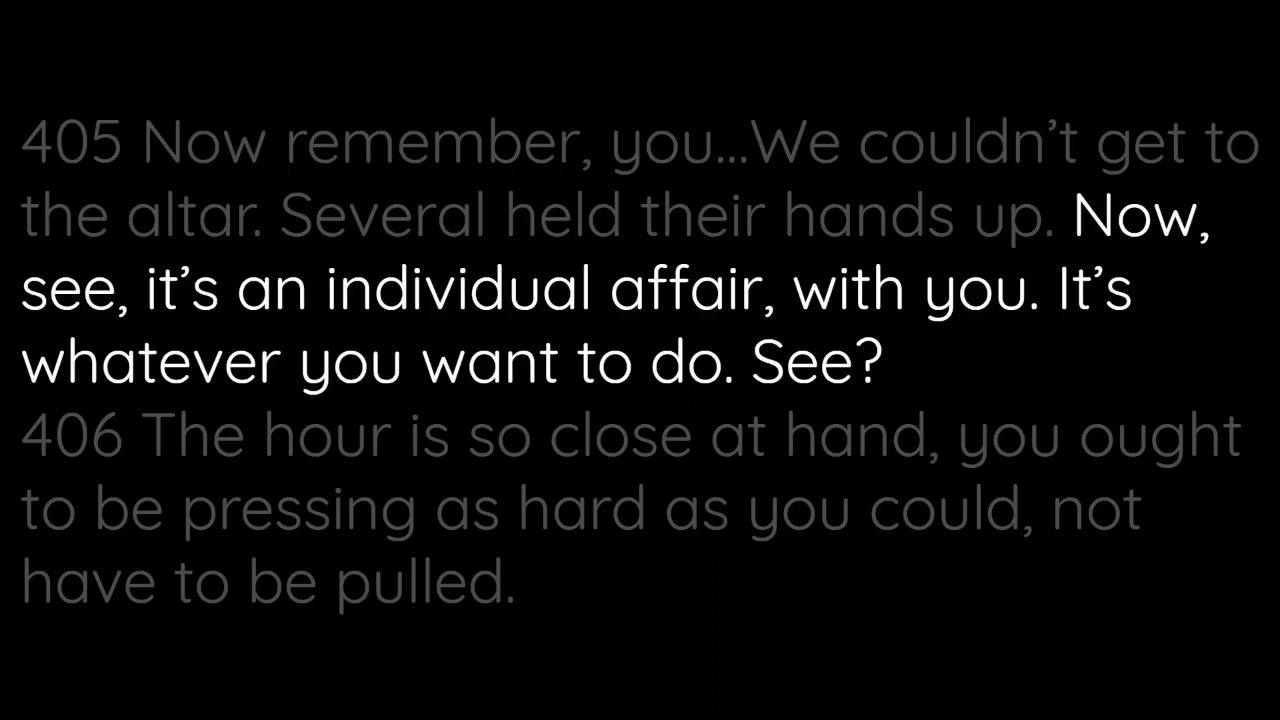 405 Now remember, you...We couldn’t get to
the altar. Several held their hands up. Now,
see, it’s an individual affair, with you. It’s
whatever you want to do. See?
406 The hour is so close at hand, you ought
to be pressing as hard as you could, not
have to be pulled.